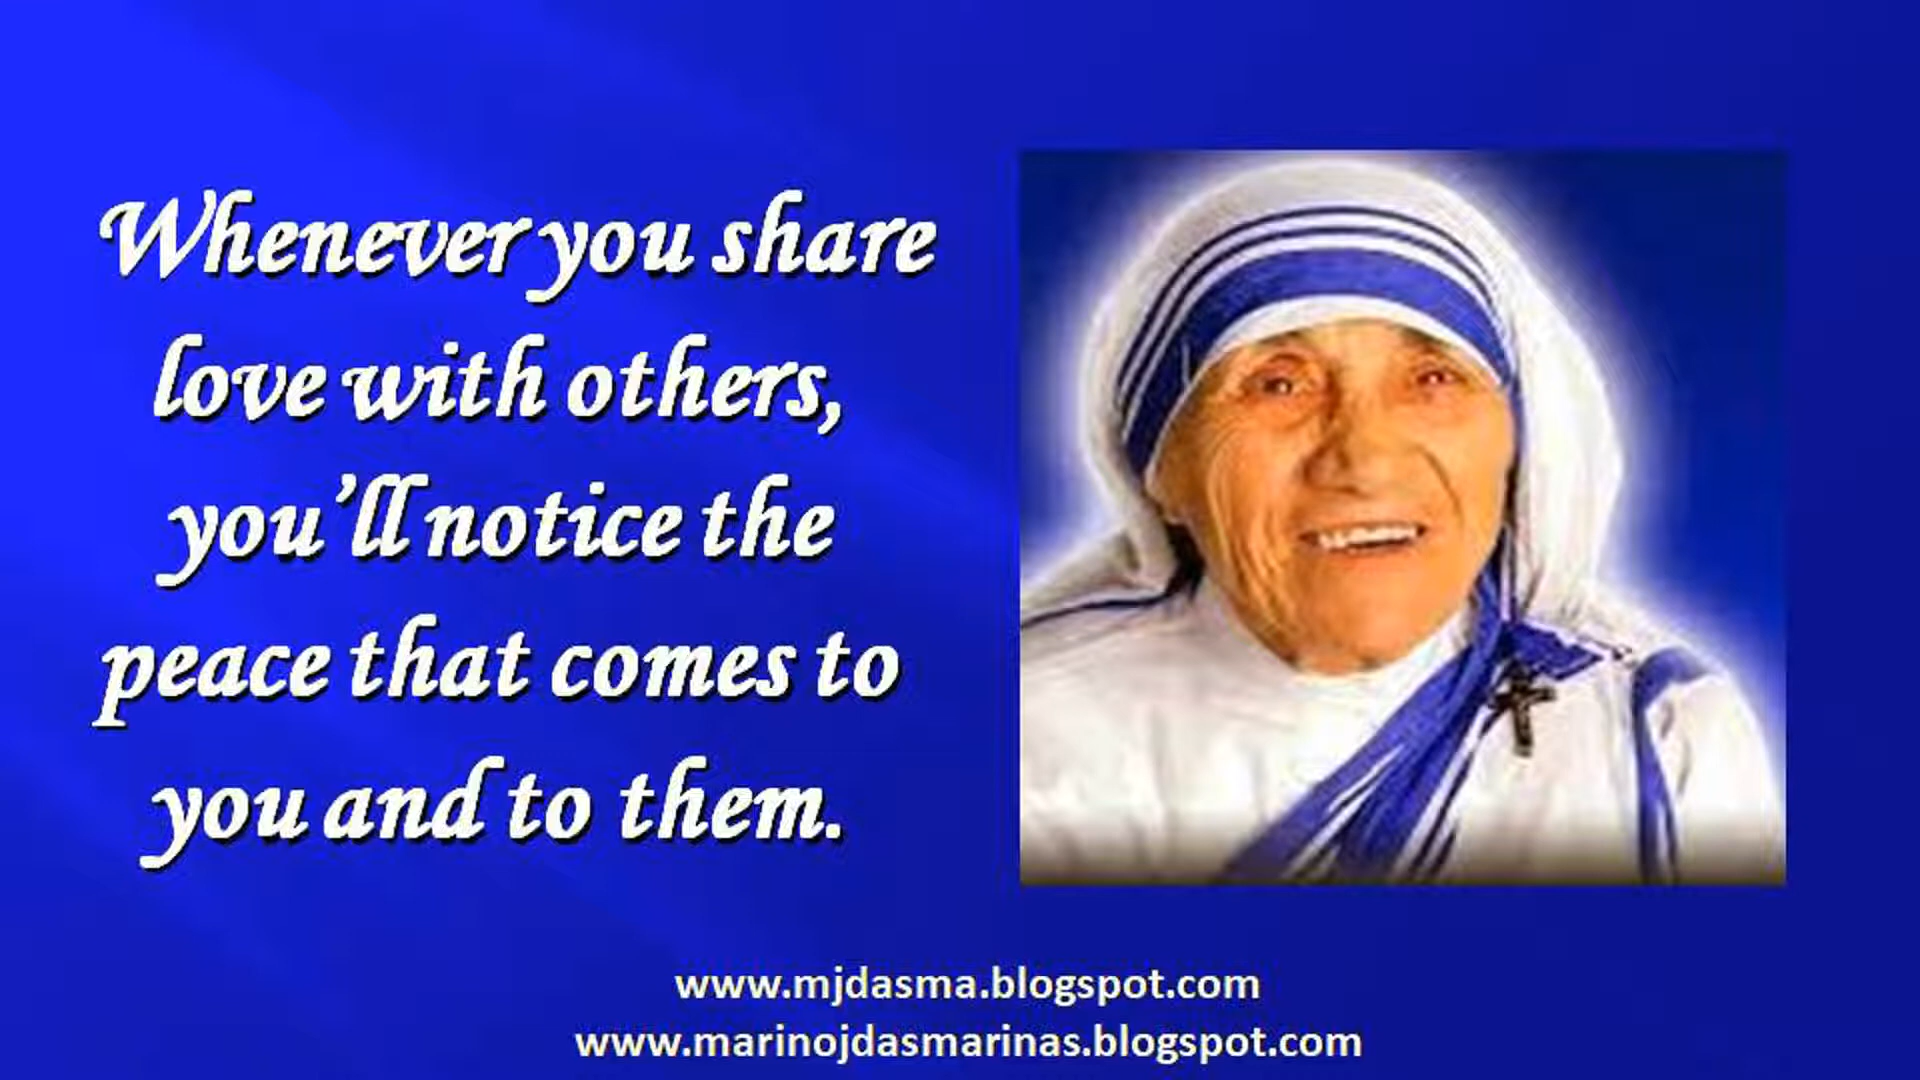 Whenever you share
love with others,
you’ll notice the
peace that comes to
you and to them.
www.mjdasma.blogspot.com
www.marinojdasmarinas.blogspot.com